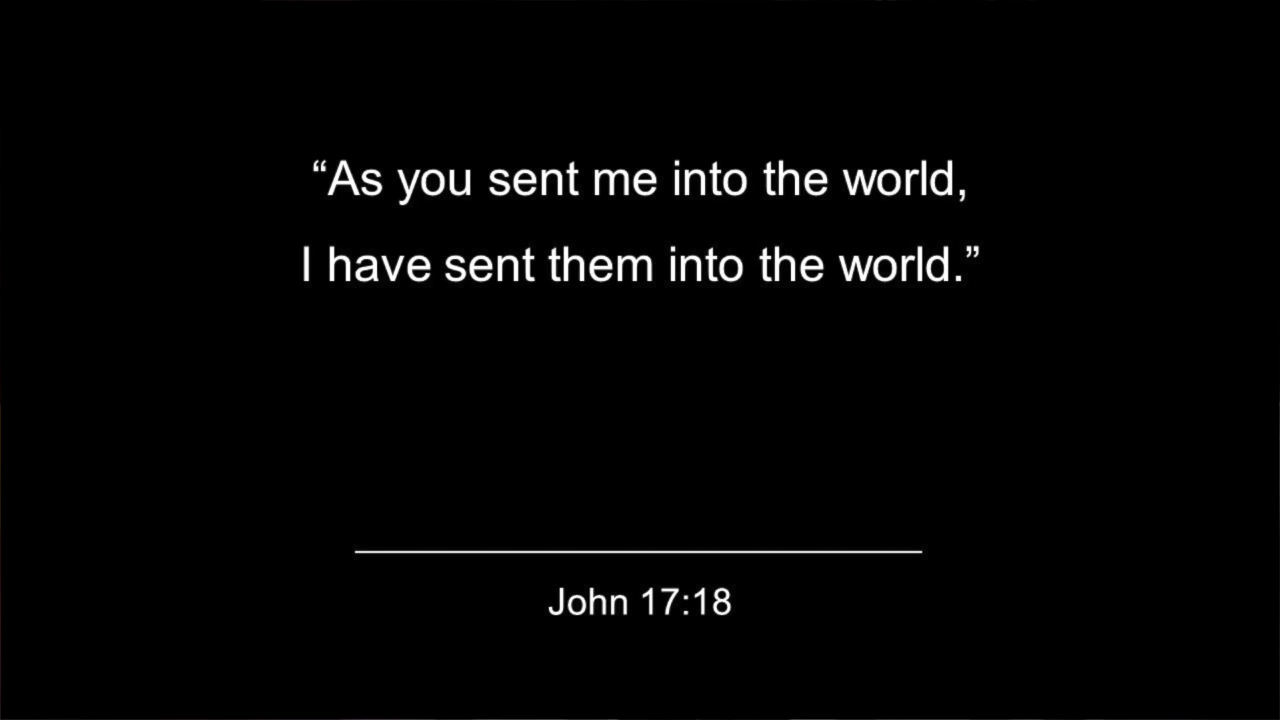 “As you sent me into the world,
I have sent them into the world.”
John 17:18